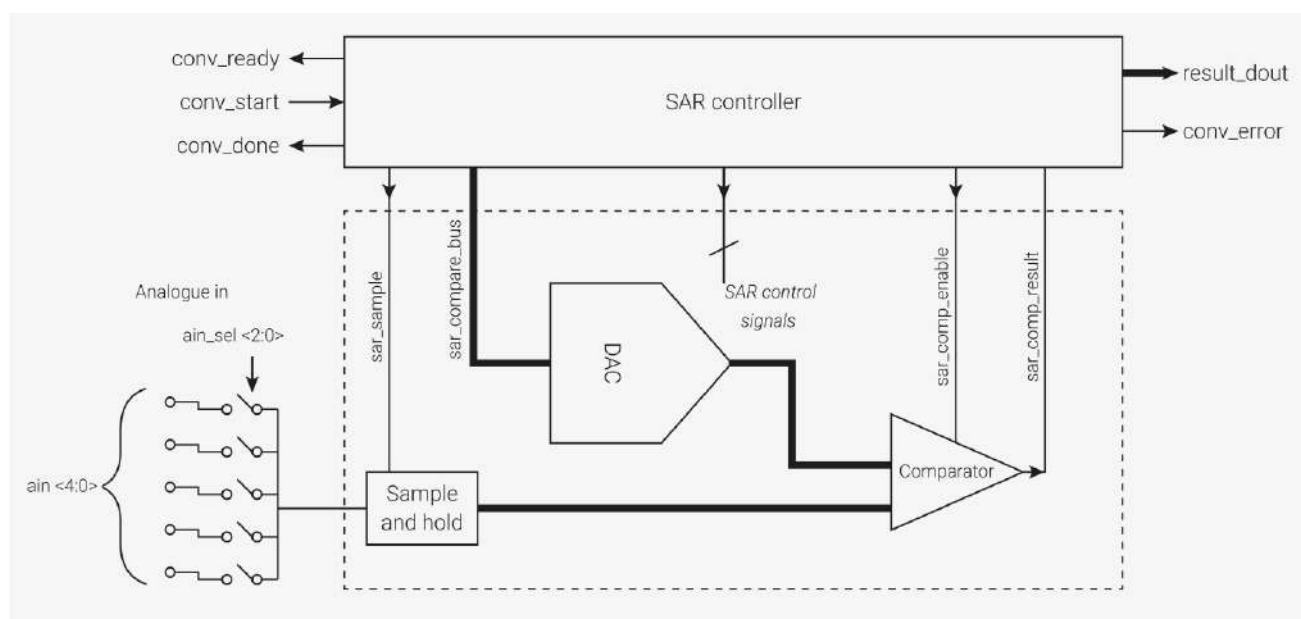 conv_ready
conv_start
conv_done
SAR controller
result_dout
conv_error
sar_sample
sar_compare_bus
SAR control
signals
sar_comp_enable
sar_comp_result
Analogue in
ain_sel <2:0>
DAC
ain <4:0>
Sample
and hold
Comparator